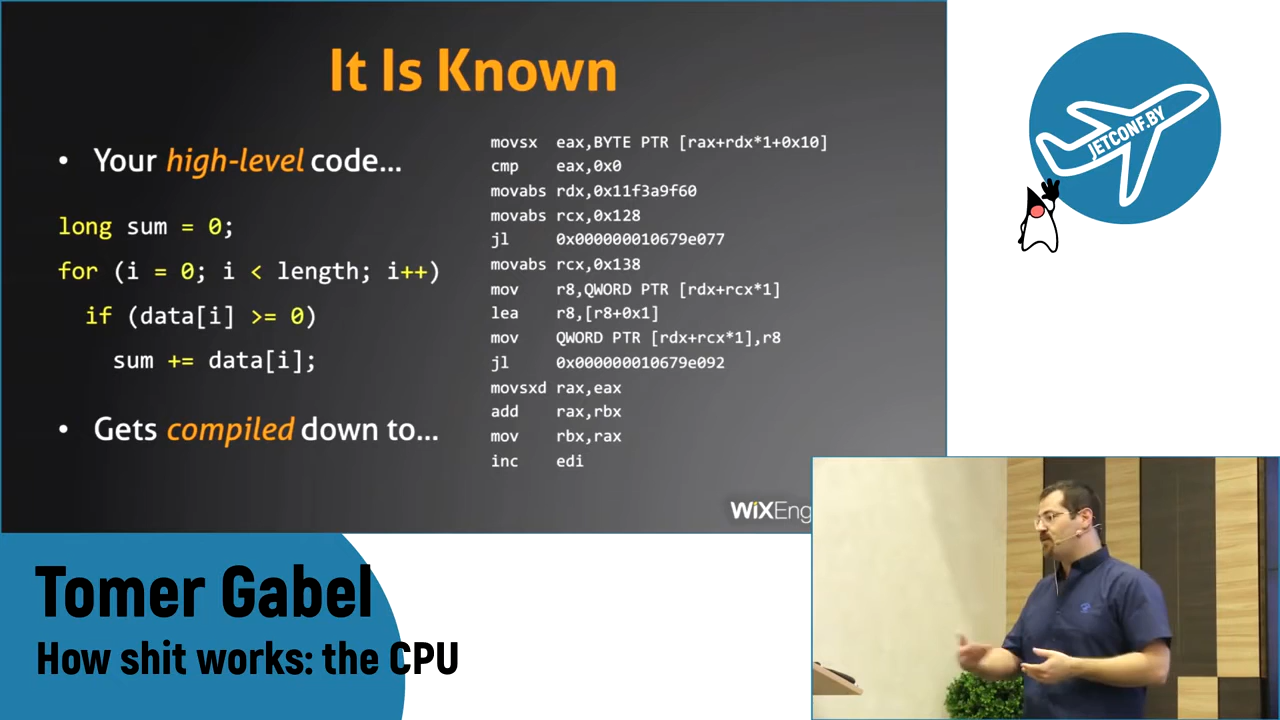 It Is Known
• Your high-level code...
long sum = 0;
for (i = 0; i < length; i++)
if (data[i] >= 0)
sum += data[i];
• Gets compiled down to...
movsx eax,BYTE PTR [rax+rdx*1+0x10]
cmp eax,0x0
movabs rdx,0x11f3a9f60
movabs rcx,0x128
jl 0x000000010679e077
movabs rcx,0x138
mov r8,QWORD PTR [rdx+rcx*1]
lea r8,[r8+0x1]
mov QWORD PTR [rdx+rcx*1],r8
jl 0x000000010679e092
movsxd rax,eax
add rax,rbx
mov rbx,rax
inc edi
WiXEng
JETCONF.BY
Tomer Gabel
How shit works: the CPU